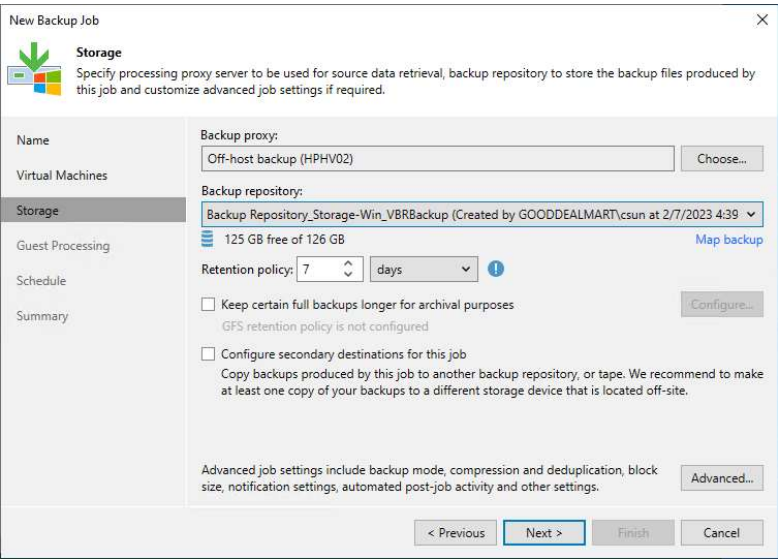 New Backup Job
Storage
Specify processing proxy server to be used for source data retrieval, backup repository to store the backup files produced by
this job and customize advanced job settings if required.
Name
Virtual Machines
Storage
Guest Processing
Schedule
Summary
Backup proxy:
Off-host backup (HPHV02)
Choose...
Backup repository:
Backup Repository_Storage-Win_VBRBackup (Created by GOODDEALMART\csun at 2/7/2023 4:39
125 GB free of 126 GB
Map backup
Retention policy: 7 days
Keep certain full backups longer for archival purposes
Configure...
GFS retention policy is not configured
Configure secondary destinations for this job
Copy backups produced by this job to another backup repository, or tape. We recommend to make
at least one copy of your backups to a different storage device that is located off-site.
Advanced job settings include backup mode, compression and deduplication, block
size, notification settings, automated post-job activity and other settings.
Advanced...
< Previous
Next >
Finish
Cancel